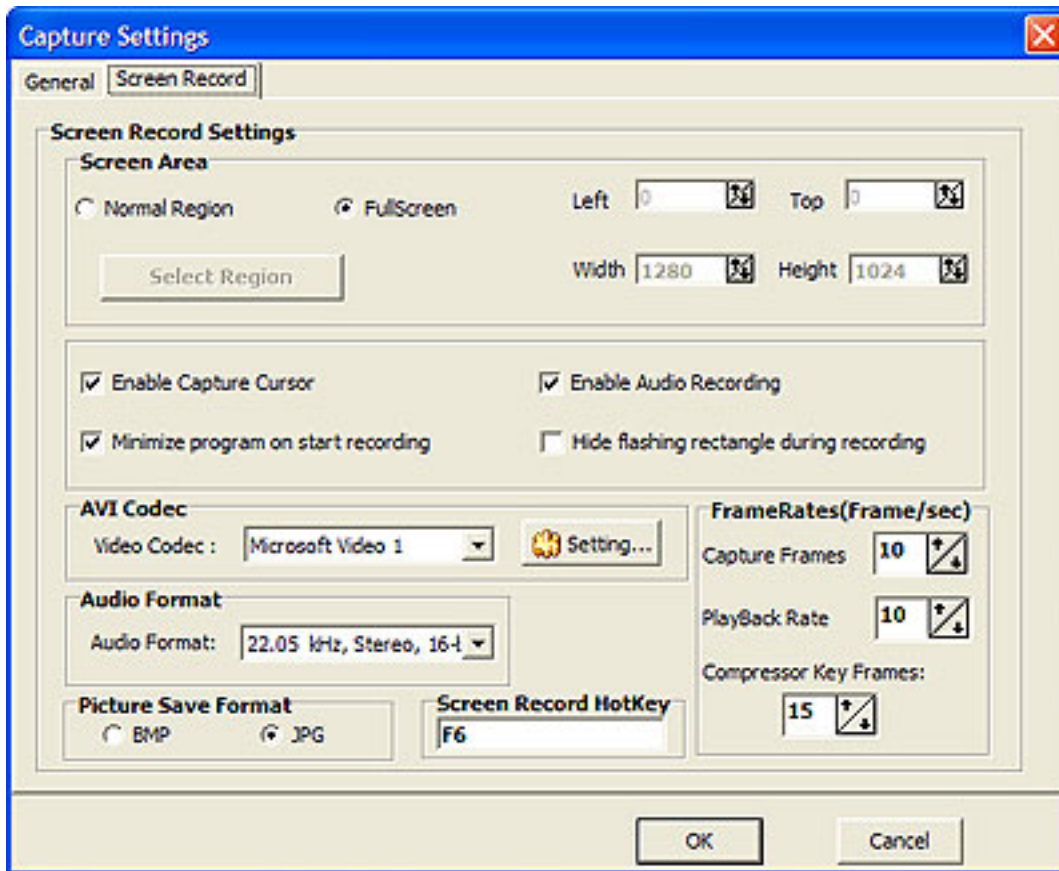 Capture Settings
General Screen Record
Screen Record Settings
Screen Area
Normal Region FullScreen Left 0 Top 0
Select Region Width 1280 Height 1024
Enable Capture Cursor Enable Audio Recording
Minimize program on start recording Hide flashing rectangle during recording
AVI Codec
Video Codec : Microsoft Video 1 Setting...
FrameRates(Frame/sec)
Capture Frames 10
PlayBack Rate 10
Compressor Key Frames:
15
Audio Format
Audio Format: 22.05 kHz, Stereo, 16-
Picture Save Format
BMP JPG
Screen Record HotKey
F6
OK Cancel